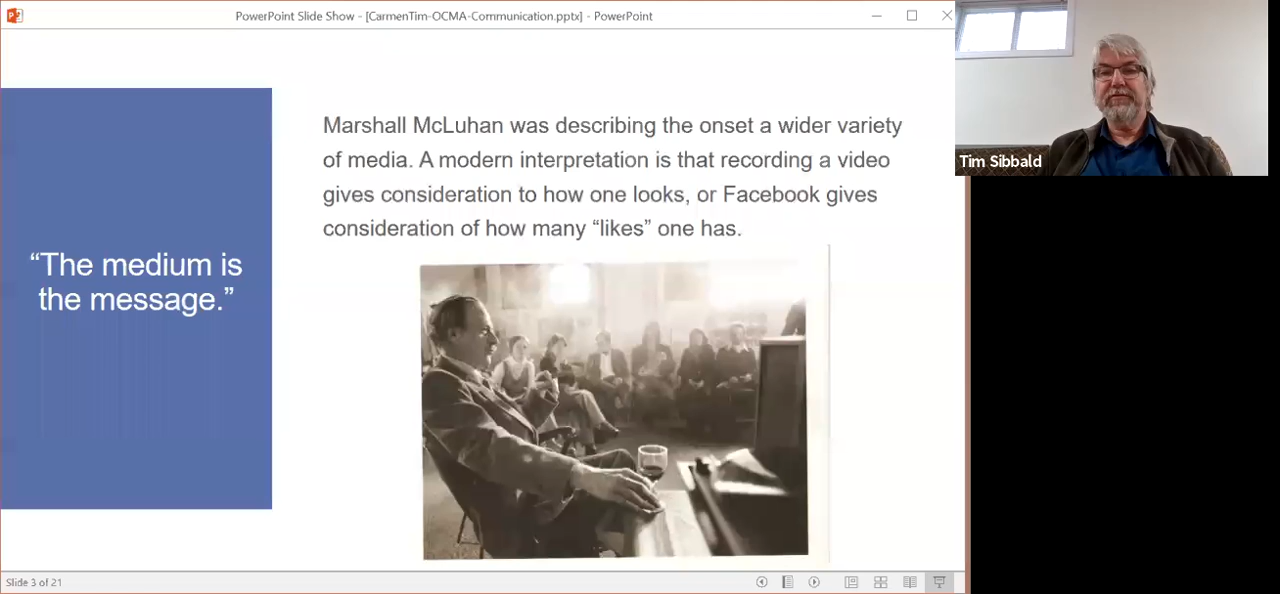 PowerPoint Slide Show - [CarmenTim-OCMA-Communication.pptx] - PowerPoint
Tim Sibbald
Marshall McLuhan was describing the onset a wider variety
of media. A modern interpretation is that recording a video
gives consideration to how one looks, or Facebook gives
consideration of how many “likes” one has.
“The medium is
the message.”
Slide 3 of 21